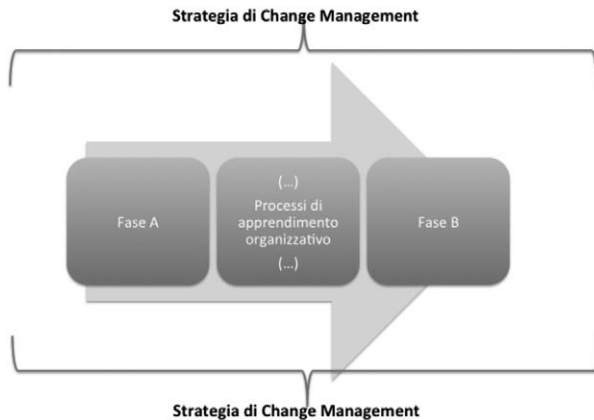 Strategia di Change Management
Fase A
(...)
Processi di
apprendimento
organizzativo
(...)
Fase B
Strategia di Change Management